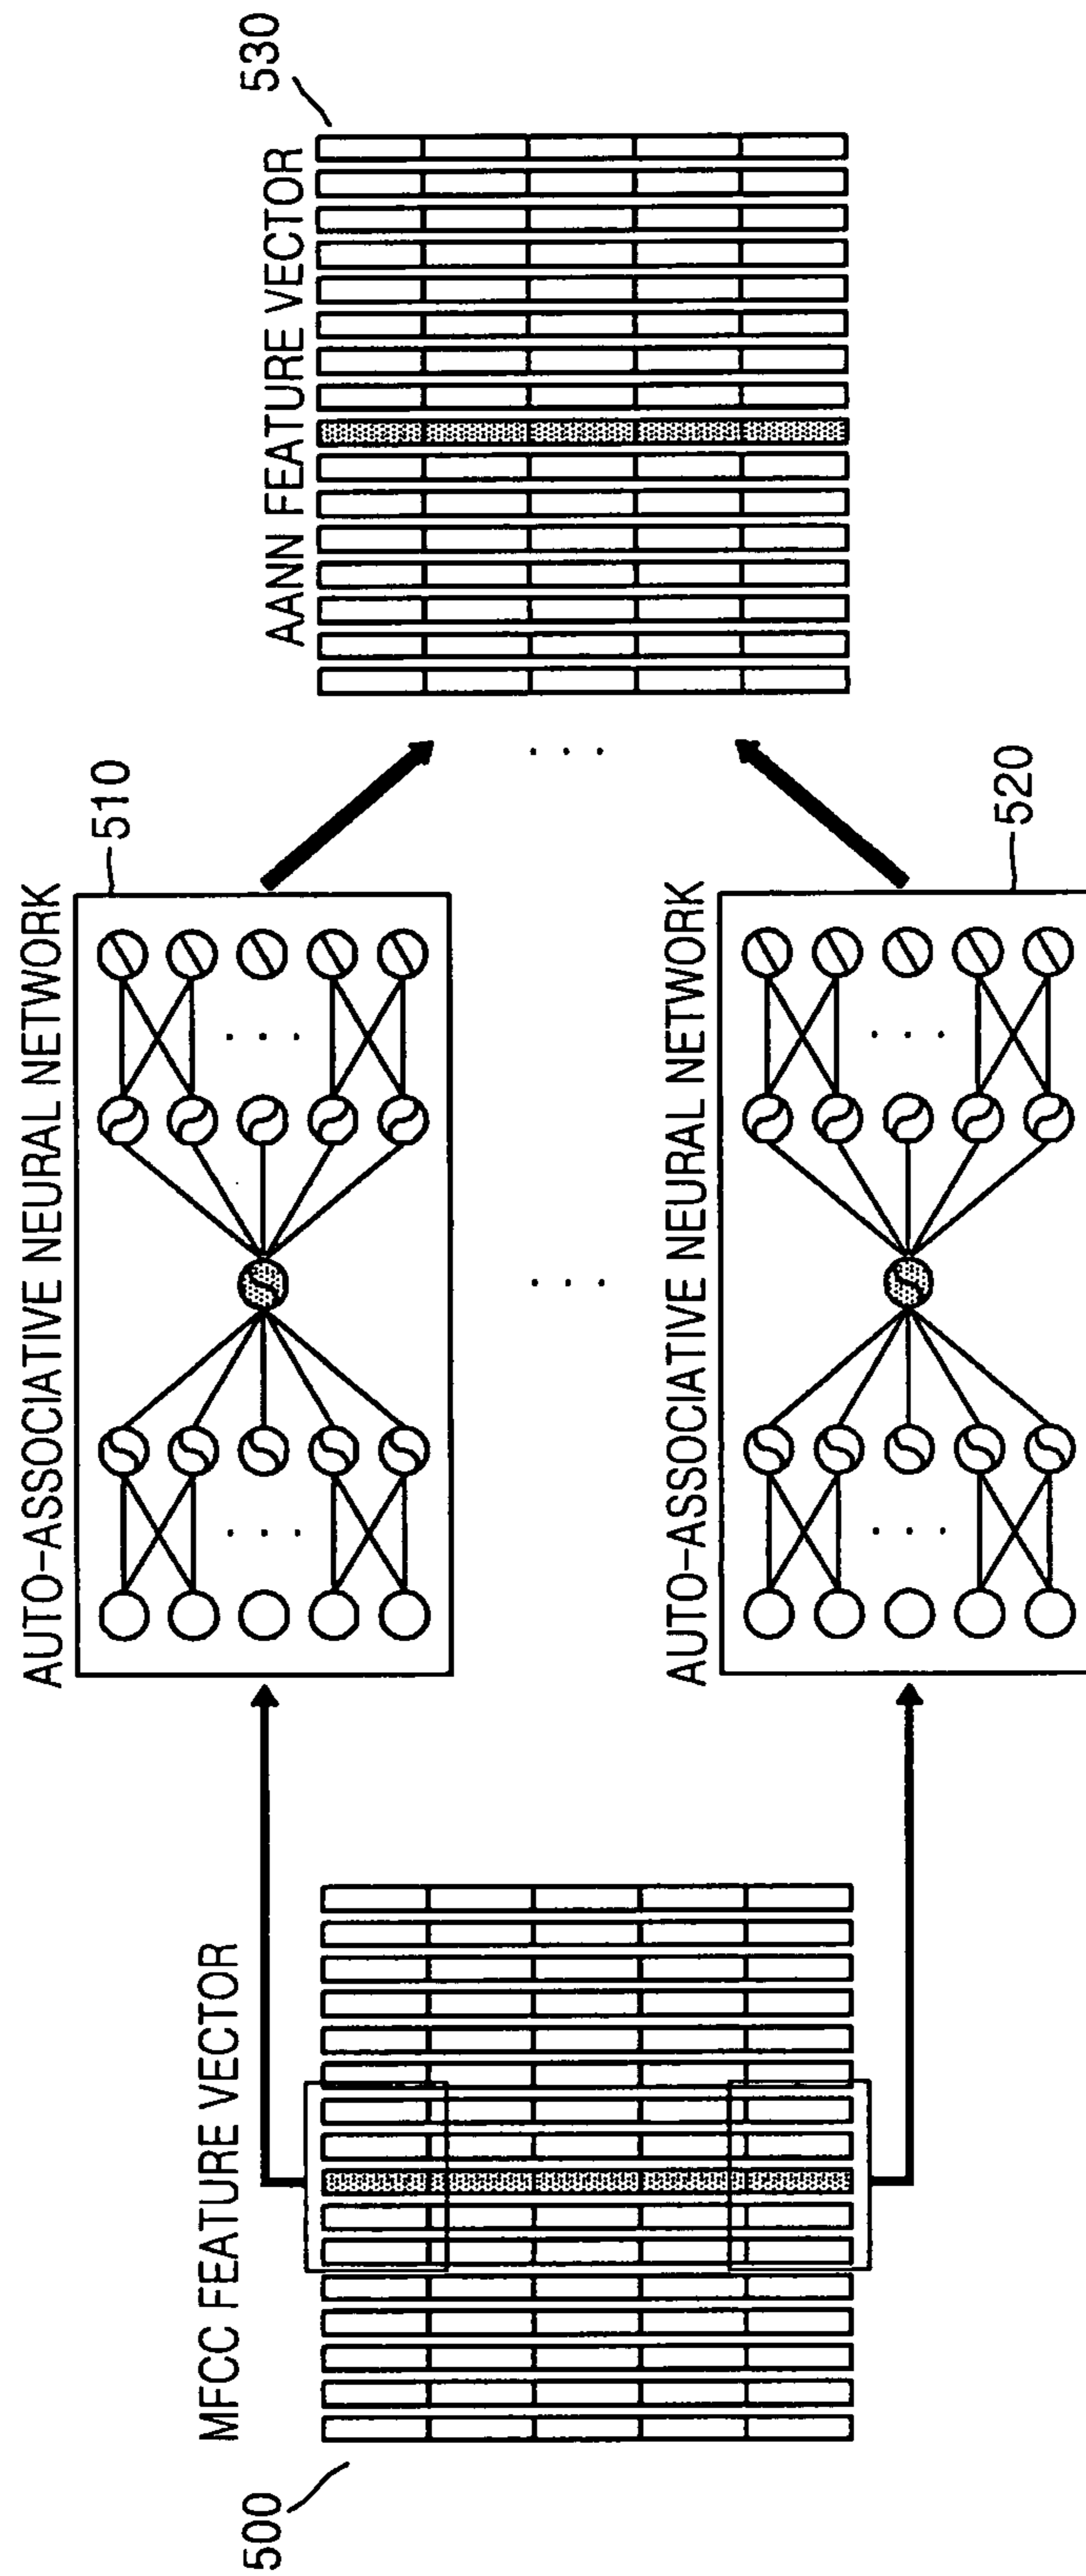 500
MFCC FEATURE VECTOR
AUTO-ASSOCIATIVE NEURAL NETWORK
510
AUTO-ASSOCIATIVE NEURAL NETWORK
520
AANN FEATURE VECTOR
530